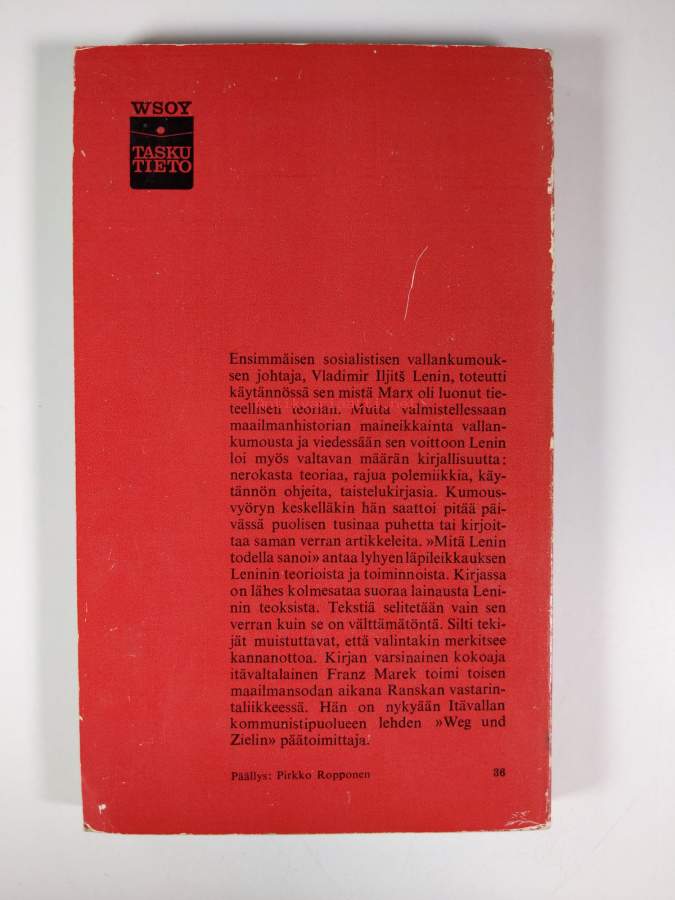 WSOY
TASKU
TIETO
Ensimmäisen sosialistisen vallankumouk-
sen johtaja, Vladimir Iljitš Lenin, toteutti
käytännössä sen mistä Marx oli luonut tie-
teellisen teorian. Mutta valmistellessaan
maailmanhistorian maineikkainta vallan-
kumousta ja viedessään sen voittoon Lenin
loi myös valtavan määrän kirjallisuutta:
nerokasta teoriaa, rajua polemiikkia, käy-
tännön ohjeita, taistelukirjasia. Kumous-
vyöryn keskelläkin hän saattoi pitää päi-
vässä puolisen tusinaa puhetta tai kirjoit-
taa saman verran artikkeleita. »Mitä Lenin
todella sanoi» antaa lyhyen läpileikkauksen
Leninin teorioista ja toiminnoista. Kirjassa
on lähes kolmesataa suoraa lainausta Leni-
nin teoksista. Tekstiä selitetään vain sen
verran kuin se on välttämätöntä. Silti teki-
jät muistuttavat, että valintakin merkitsee
kannanottoa. Kirjan varsinainen kokoaja
itävaltalainen Franz Marek toimi toisen
maailmansodan aikana Ranskan vastarin-
taliikkeessä. Hän on nykyään Itävallan
kommunistipuolueen lehden »Weg und
Zielin» päätoimittaja.
Päällys: Pirkko Ropponen 36